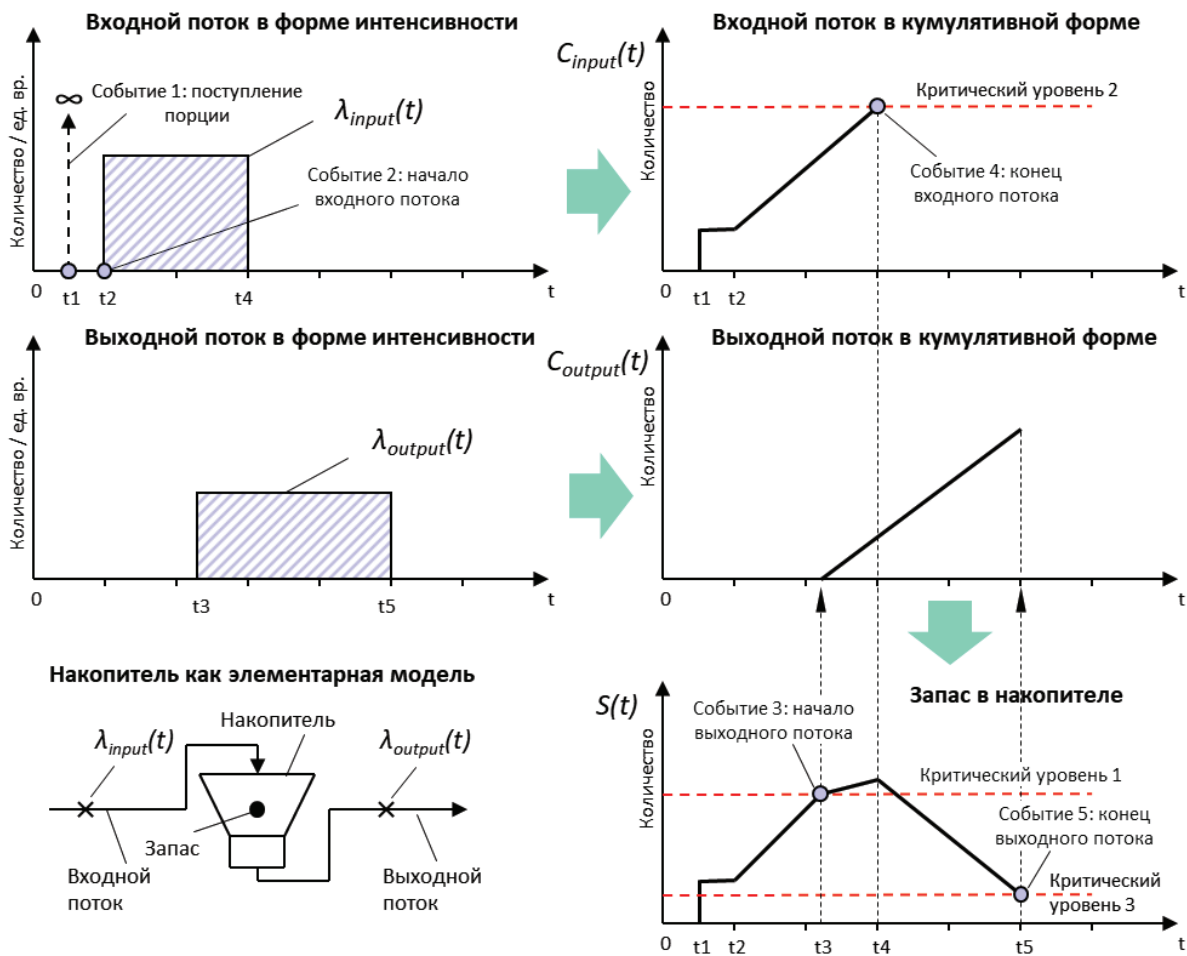 Входной поток в форме интенсивности
Количество / ед. вр.
∞
Событие 1: поступление
порции
λinput(t)
Событие 2: начало
входного потока
0
t1
t2
t4
t
Входной поток в кумулятивной форме
Cinput(t)
Количество
Критический уровень 2
Событие 4: конец
входного потока
0
t1
t2
t
Выходной поток в форме интенсивности
Количество / ед. вр.
λoutput(t)
0
t3
t5
t
Выходной поток в кумулятивной форме
Coutput(t)
Количество
0
t
Накопитель как элементарная модель
λinput(t)
Накопитель
λoutput(t)
Запас
Входной
поток
Выходной
поток
Запас в накопителе
S(t)
Количество
Событие 3: начало
выходного потока
Критический уровень 1
Событие 5: конец
выходного потока
Критический
уровень 3
0
t1
t2
t3
t4
t5
t